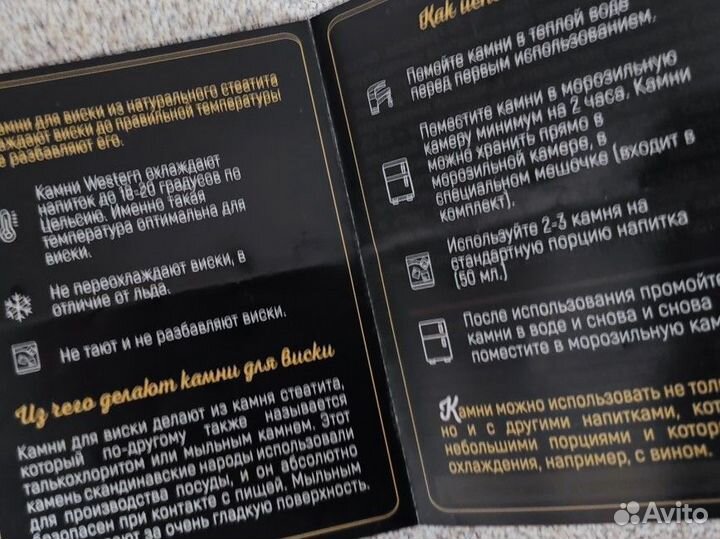 Камни для виски из натурального стеатита
охлаждают виски до правильной температуры
не разбавляют его.
Камни Western охлаждают
напиток до 18-20 градусов по
Цельсию. Именно такая
температура оптимальна для
виски.
Не переохлаждают виски, в
отличие от льда.
Не тают и не разбавляют виски.
Из чего делают камни для виски
Камни для виски делают из камня стеатита,
который по-другому также называется
талькохлоритом или мыльным камнем. Этот
камень скандинавские народы использовали
для производства посуды, и он абсолютно
безопасен при контакте с пищей. Мыльным
за очень гладкую поверхность.
Как
Помойте камни в теплой воде
перед первым использованием.
Поместите камни в морозильную
камеру минимум на 2 часа. Камни
можно хранить прямо в
морозильной камере, в
специальном мешочке (входит в
комплект).
Используйте 2-3 камня на
стандартную порцию напитка
(50 мл.)
После использования промойте
камни в воде и снова и снова
поместите в морозильную
Камни можно использовать не
но и с другими напитками,
небольшими порциями и
охлаждения, например, с вином.
Avito